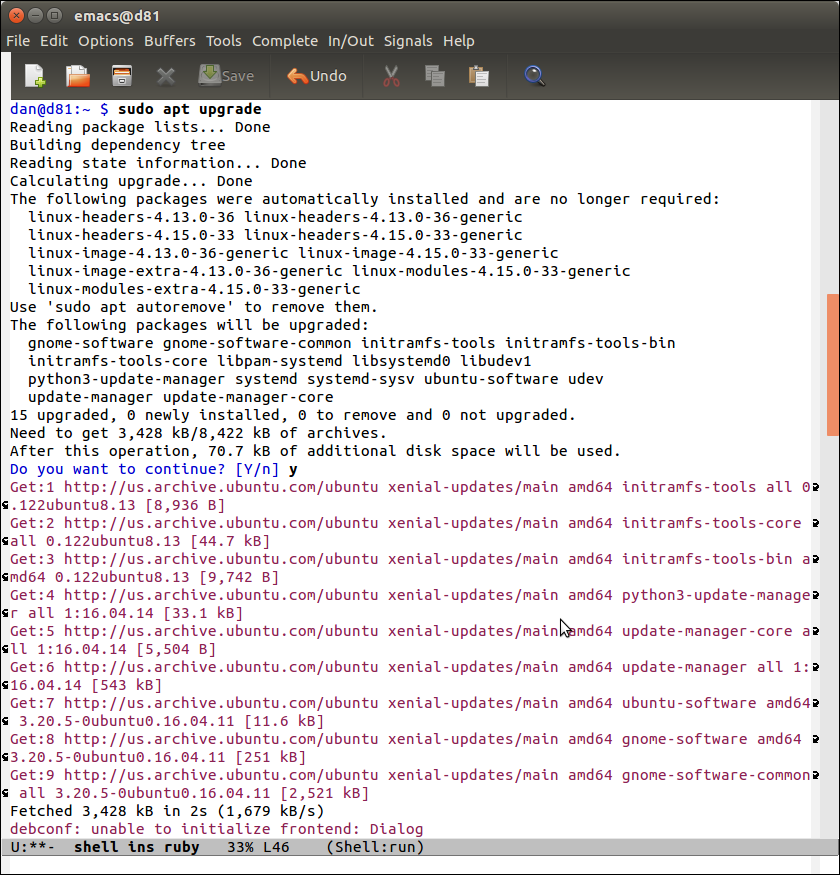 emacs@d81
File Edit Options Buffers Tools Complete In/Out Signals Help
Save Undo
dan@d81:~ $ sudo apt upgrade
Reading package lists... Done
Building dependency tree
Reading state information... Done
Calculating upgrade... Done
The following packages were automatically installed and are no longer required:
  linux-headers-4.13.0-36 linux-headers-4.13.0-36-generic
  linux-headers-4.15.0-33 linux-headers-4.15.0-33-generic
  linux-image-4.13.0-36-generic linux-image-4.15.0-33-generic
  linux-image-extra-4.13.0-36-generic linux-modules-4.15.0-33-generic
  linux-modules-extra-4.15.0-33-generic
Use 'sudo apt autoremove' to remove them.
The following packages will be upgraded:
  gnome-software gnome-software-common initramfs-tools initramfs-tools-bin
  initramfs-tools-core libpam-systemd libsystemd0 libudev1
  python3-update-manager systemd systemd-sysv ubuntu-software udev
  update-manager update-manager-core
15 upgraded, 0 newly installed, 0 to remove and 0 not upgraded.
Need to get 3,428 kB/8,422 kB of archives.
After this operation, 70.7 kB of additional disk space will be used.
Do you want to continue? [Y/n] y
Get:1 http://us.archive.ubuntu.com/ubuntu xenial-updates/main amd64 initramfs-tools all 0
.122ubuntu8.13 [8,936 B]
Get:2 http://us.archive.ubuntu.com/ubuntu xenial-updates/main amd64 initramfs-tools-core
all 0.122ubuntu8.13 [44.7 kB]
Get:3 http://us.archive.ubuntu.com/ubuntu xenial-updates/main amd64 initramfs-tools-bin a
md64 0.122ubuntu8.13 [9,742 B]
Get:4 http://us.archive.ubuntu.com/ubuntu xenial-updates/main amd64 python3-update-manage
r all 1:16.04.14 [33.1 kB]
Get:5 http://us.archive.ubuntu.com/ubuntu xenial-updates/main amd64 update-manager-core a
ll 1:16.04.14 [5,504 B]
Get:6 http://us.archive.ubuntu.com/ubuntu xenial-updates/main amd64 update-manager all 1:
16.04.14 [543 kB]
Get:7 http://us.archive.ubuntu.com/ubuntu xenial-updates/main amd64 ubuntu-software amd64
 3.20.5-0ubuntu0.16.04.11 [11.6 kB]
Get:8 http://us.archive.ubuntu.com/ubuntu xenial-updates/main amd64 gnome-software amd64
3.20.5-0ubuntu0.16.04.11 [251 kB]
Get:9 http://us.archive.ubuntu.com/ubuntu xenial-updates/main amd64 gnome-software-common
 all 3.20.5-0ubuntu0.16.04.11 [2,521 kB]
Fetched 3,428 kB in 2s (1,679 kB/s)
debconf: unable to initialize frontend: Dialog
U:**-  shell ins ruby   33% L46    (Shell:run)